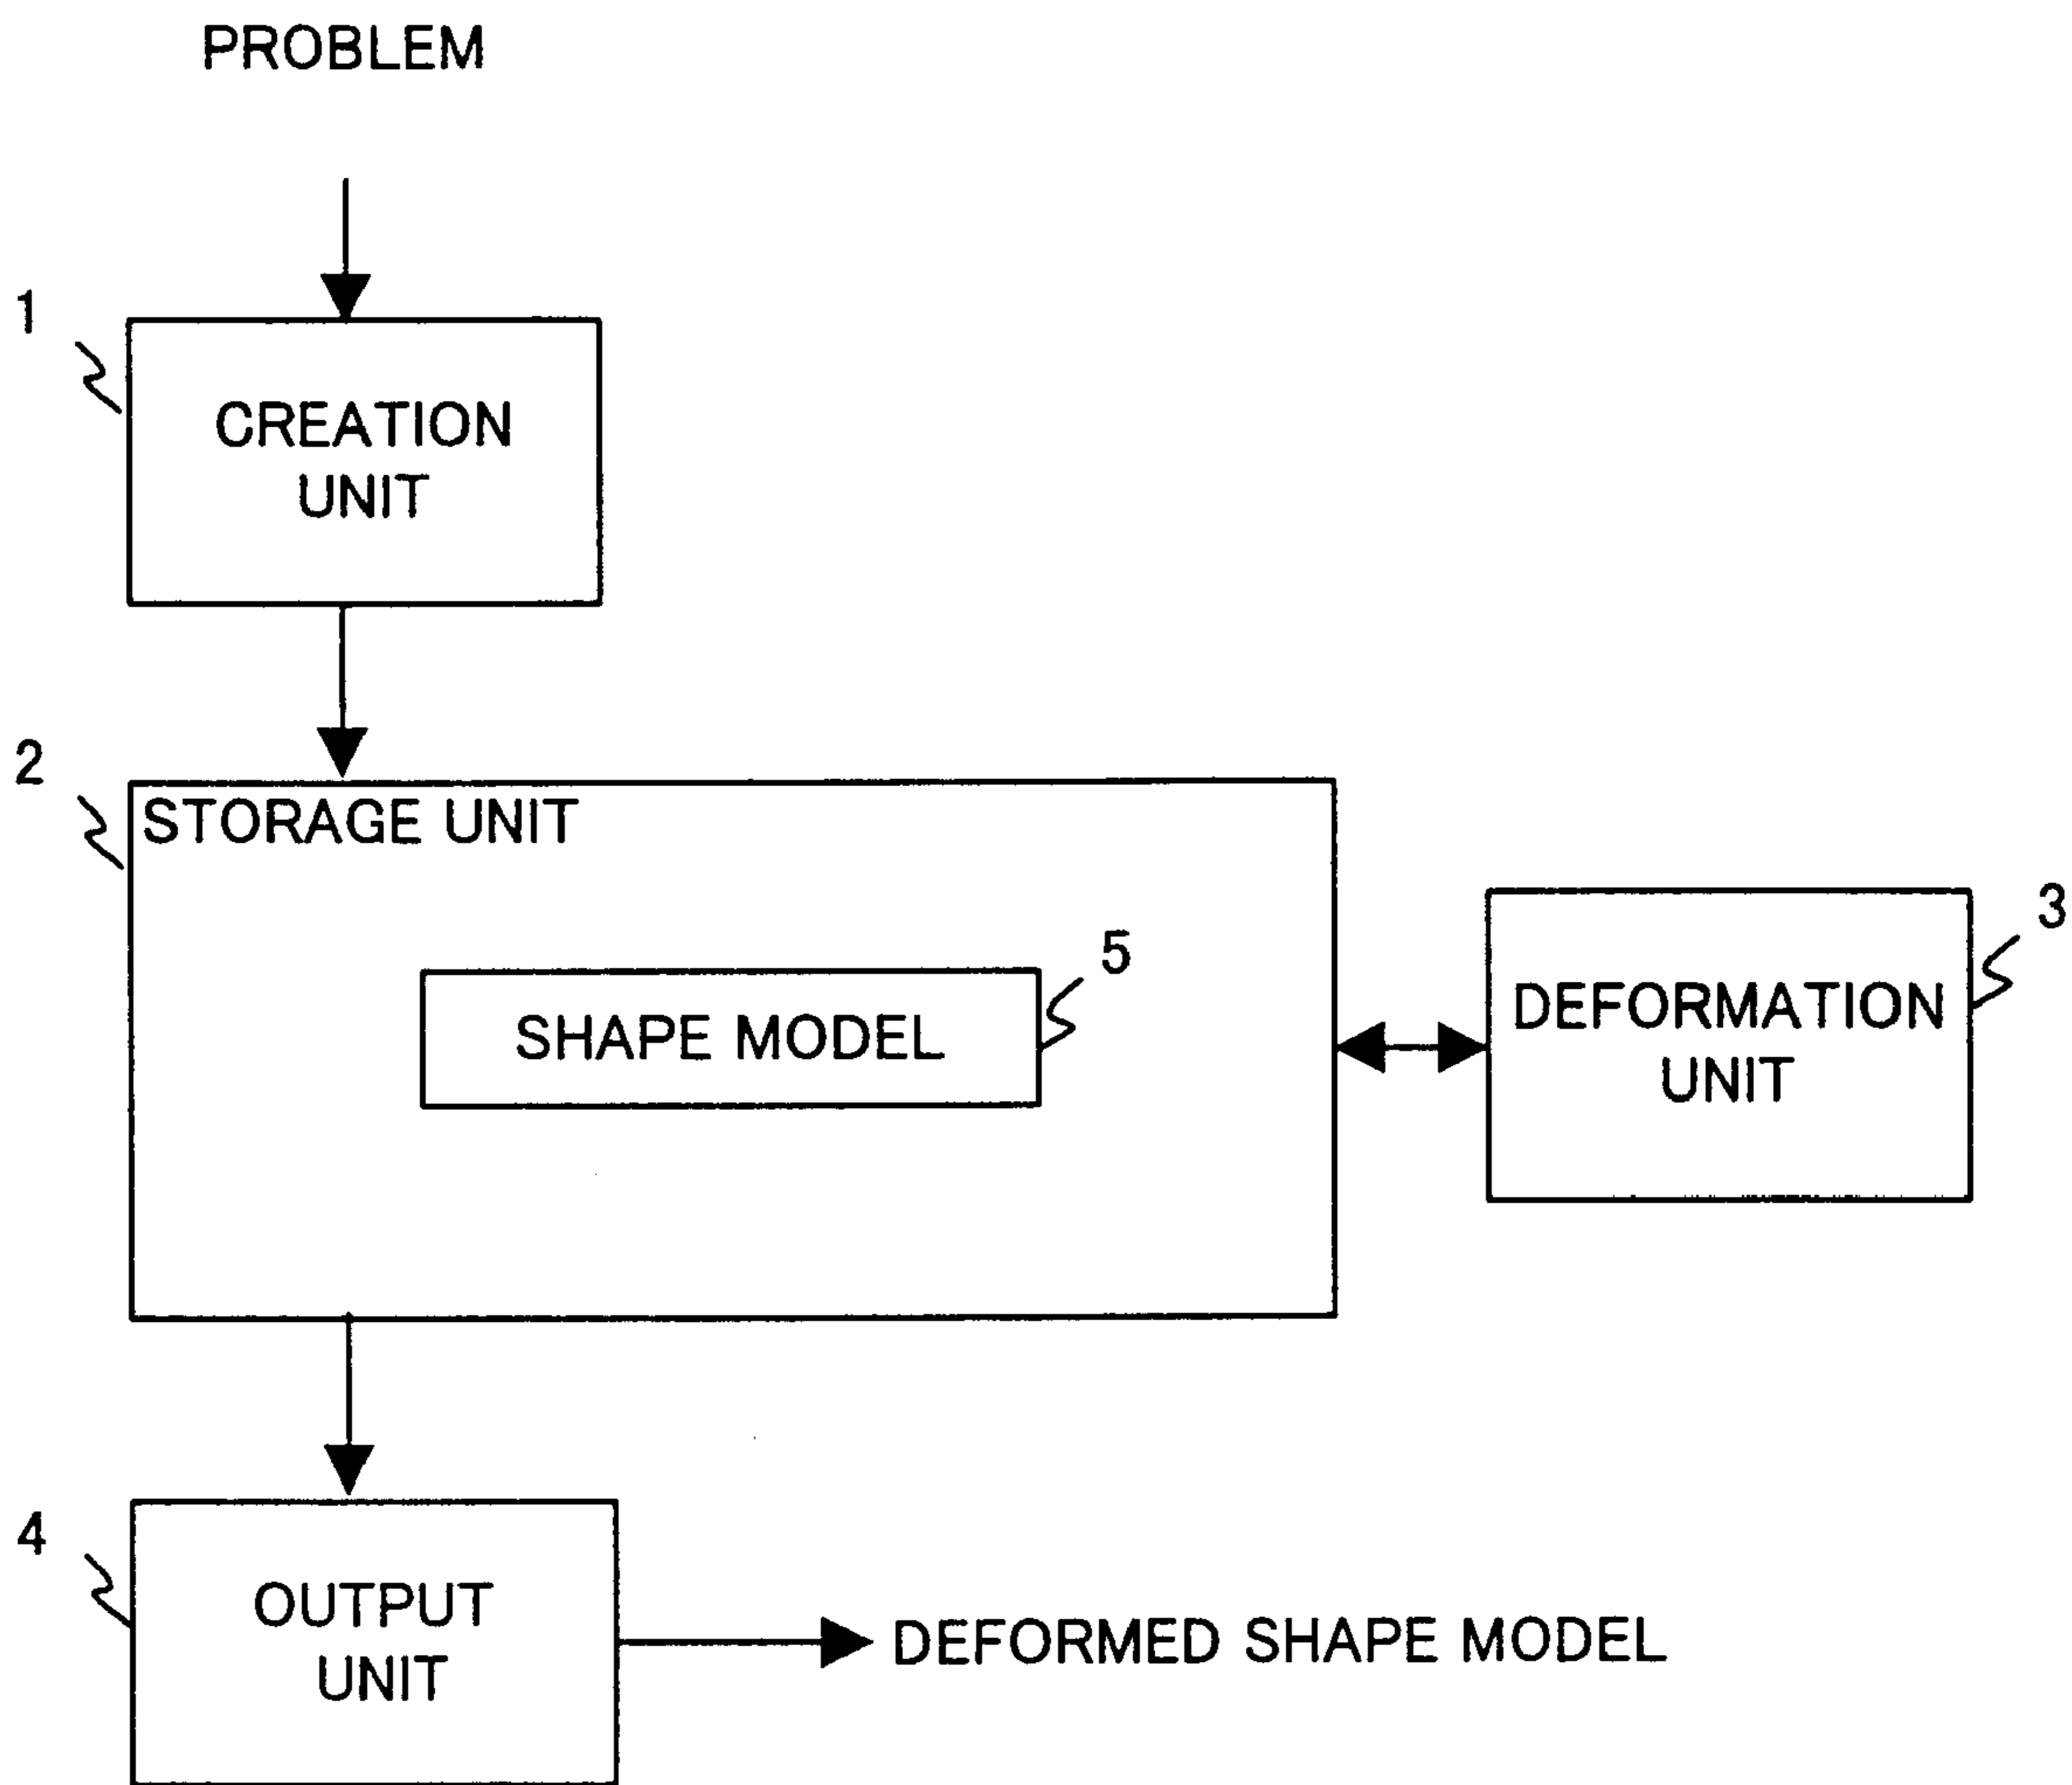 PROBLEM
1
CREATION
UNIT
2
STORAGE UNIT
3
5
SHAPE MODEL
DEFORMATION
UNIT
4
OUTPUT
UNIT
DEFORMED SHAPE MODEL